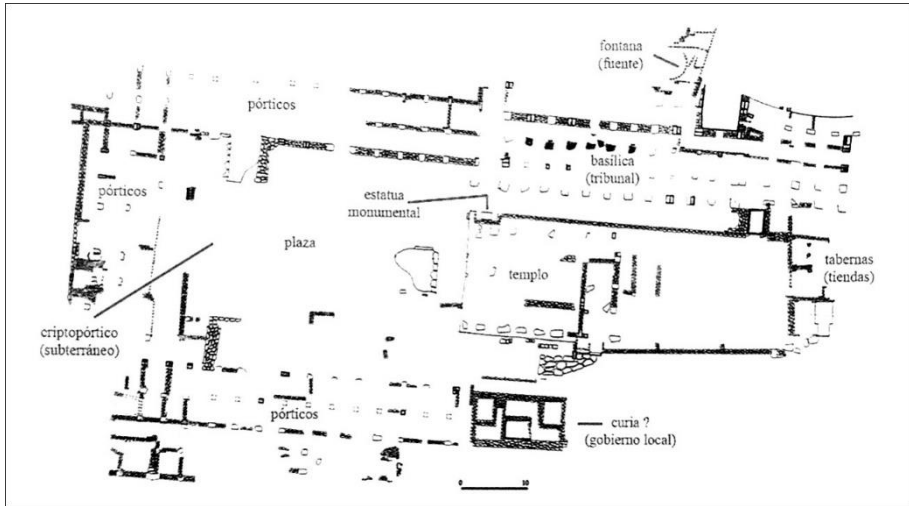 fontana
(fuente)
pórticos
basílica
(tribunal)
pórticos
estatua
monumental
plaza
templo
tabernas
(tiendas)
criptopórtico
(subterráneo)
pórticos
curia ?
(gobierno local)
0 10